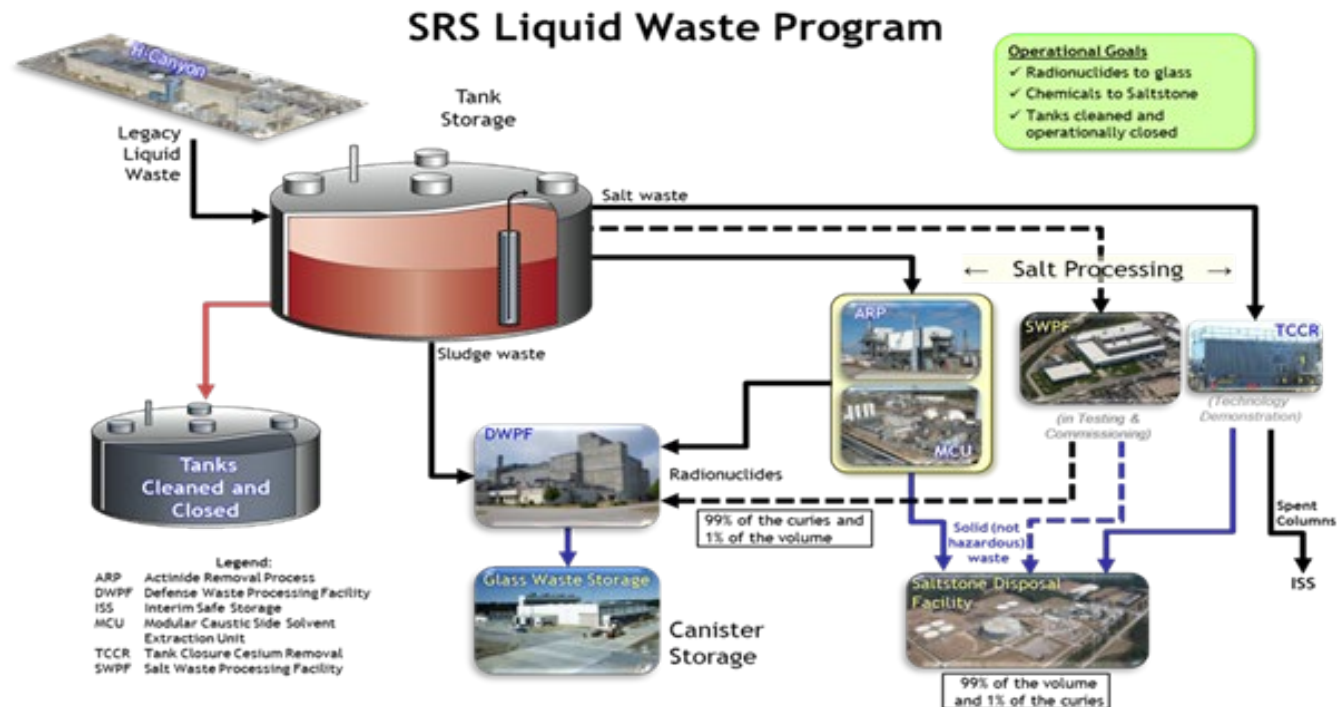 SRS Liquid Waste Program
H-Canyon
Operational Goals
✓ Radionuclides to glass
✓ Chemicals to Saltstone
✓ Tanks cleaned and
operationally closed
Tank
Storage
Legacy
Liquid
Waste
Salt waste
← Salt Processing →
ARP
SWPF
TCCR
Sludge waste
(in Testing &
Commissioning)
(Technology
Demonstration)
MCU
DWPF
Radionuclides
Tanks
Cleaned and
Closed
99% of the curies and
1% of the volume
Solid (not
hazardous)
waste
Spent
Columns
ISS
Glass Waste Storage
Canister
Storage
Saltstone Disposal
Facility
99% of the volume
and 1% of the curies
Legend:
ARP Actinide Removal Process
DWPF Defense Waste Processing Facility
ISS Interim Safe Storage
MCU Modular Caustic Side Solvent
Extraction Unit
TCCR Tank Closure Cesium Removal
SWPF Salt Waste Processing Facility